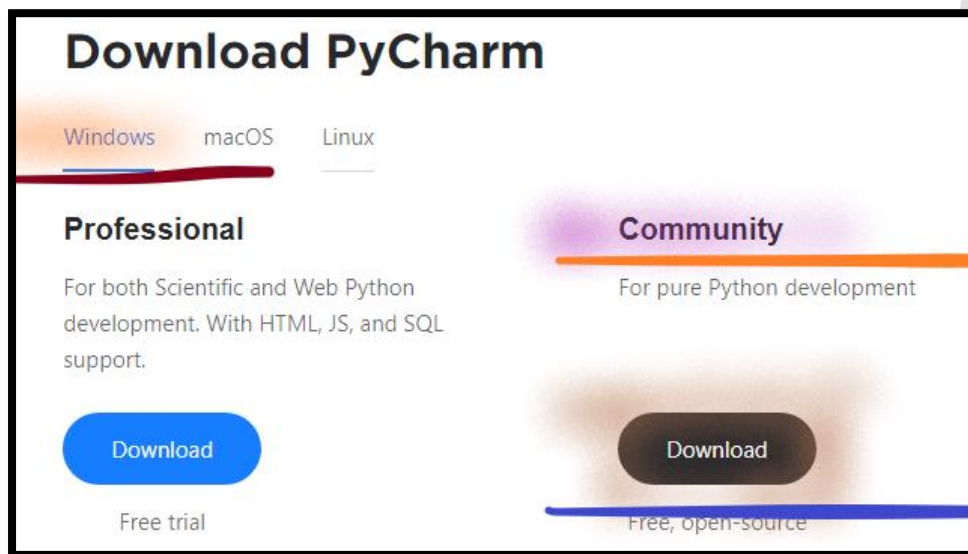 Download PyCharm
Windows macOS Linux
Professional
For both Scientific and Web Python
development. With HTML, JS, and SQL
support.
Download
Free trial
Community
For pure Python development
Download
Free, open-source